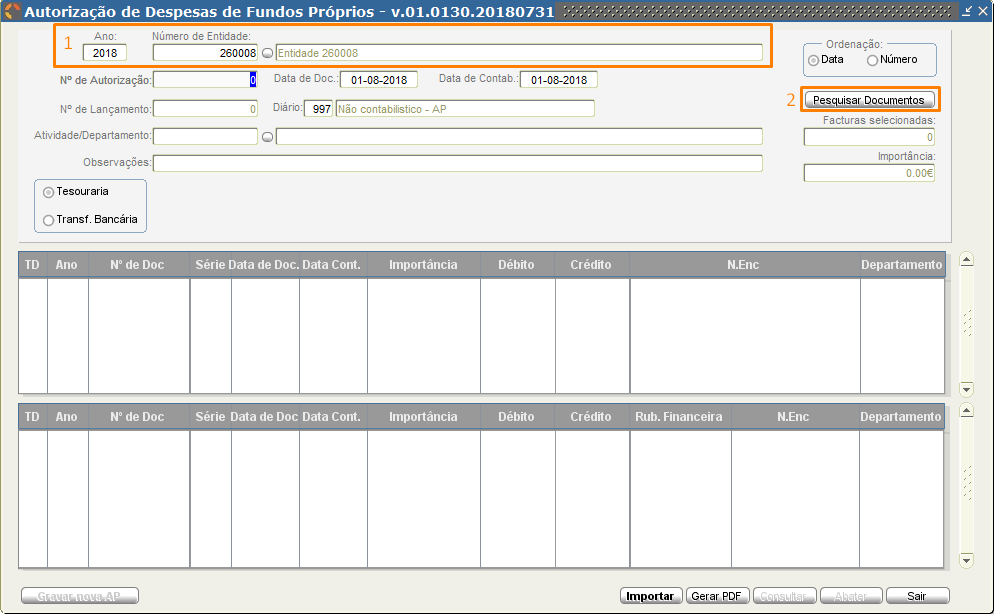 Autorização de Despesas de Fundos Próprios - v.01.0130.20180731
1 Ano: Número de Entidade:
2018 260008 Entidade 260008
Ordenação:
Data Número
Nº de Autorização: 0 Data de Doc.: 01-08-2018 Data de Contab.: 01-08-2018
2 Pesquisar Documentos
Nº de Lançamento: 0 Diário: 997 Não contabilistico - AP
Facturas selecionadas:
0
Atividade/Departamento:
Importância:
0.00€
Observações:
Tesouraria
Transf. Bancária
TD Ano Nº de Doc Série Data de Doc. Data Cont. Importância Débito Crédito N.Enc Departamento
TD Ano Nº de Doc Série Data de Doc Data Cont. Importância Débito Crédito Rub. Financeira N.Enc Departamento
Gravar nova AP Importar Gerar PDF Consultar Abater Sair